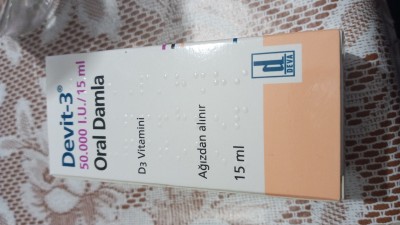 Devit-3®
50.000 I.U./15 ml
Oral Damla
D3 Vitamini
Ağızdan alınır
15 ml
d
DEVA